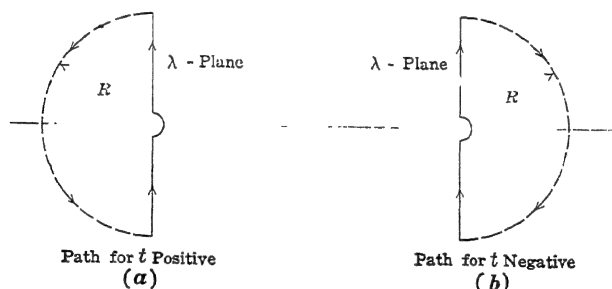 λ - Plane
R
Path for t Positive
(a)
λ - Plane
R
Path for t Negative
(b)